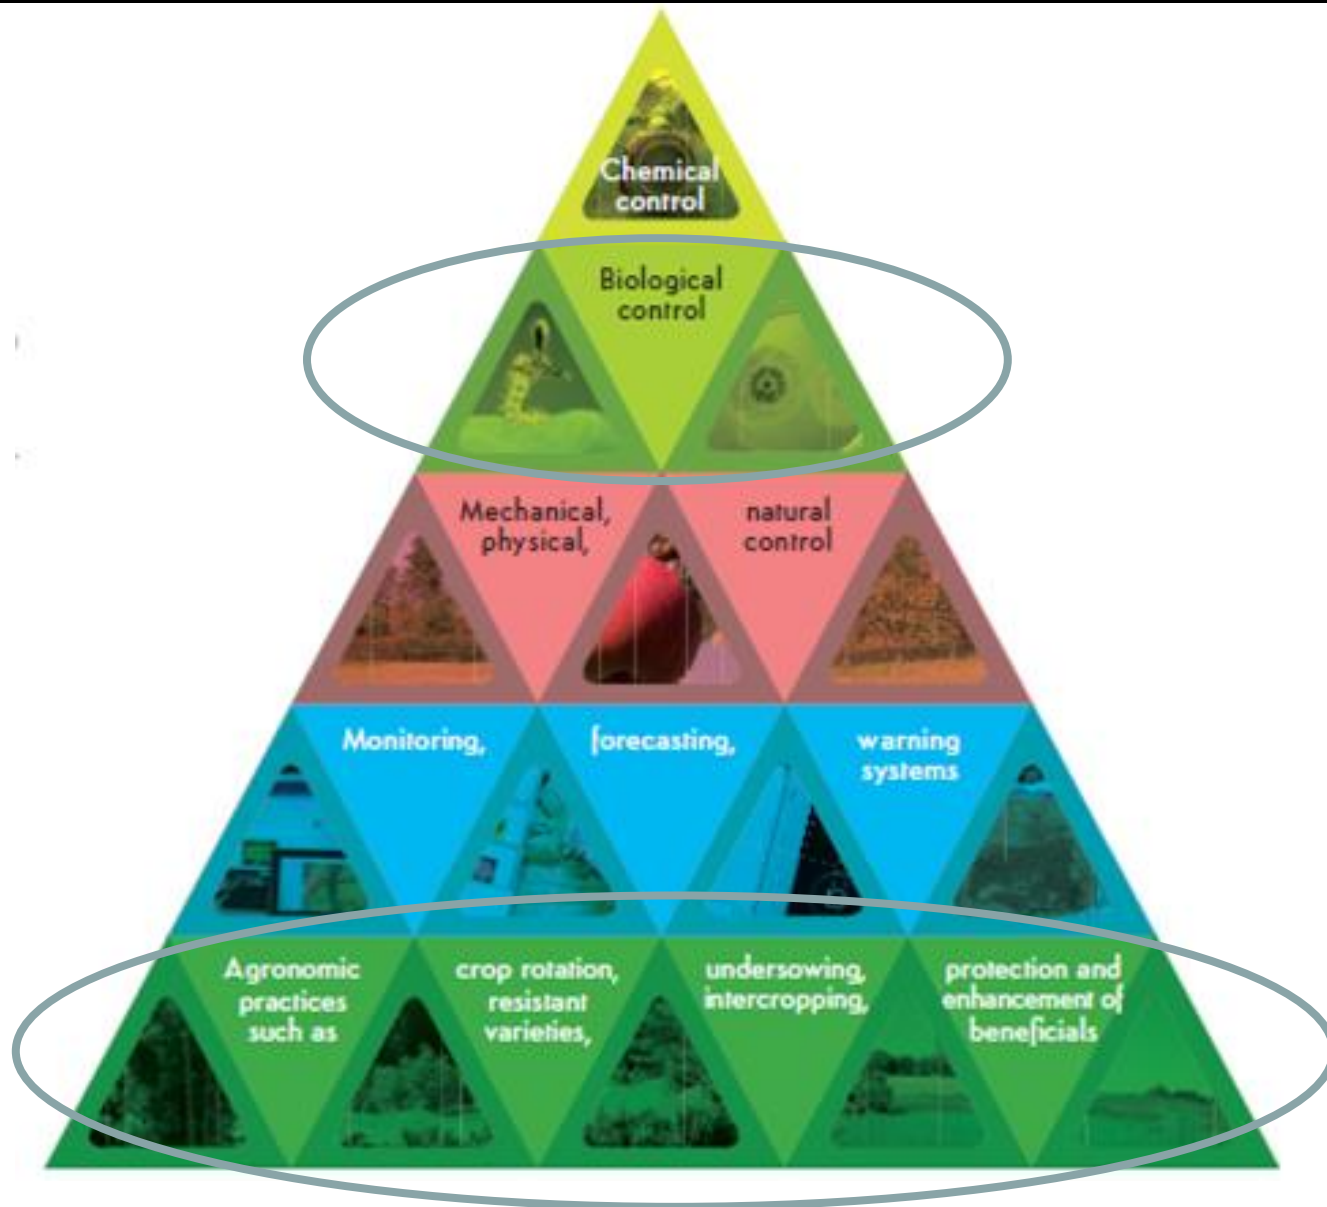 Chemical
control
Biological
control
Mechanical,
physical,
natural
control
Monitoring,
forecasting,
warning
systems
Agronomic
practices
such as
crop rotation,
resistant
varieties,
undersowing,
intercropping,
protection and
enhancement of
beneficials